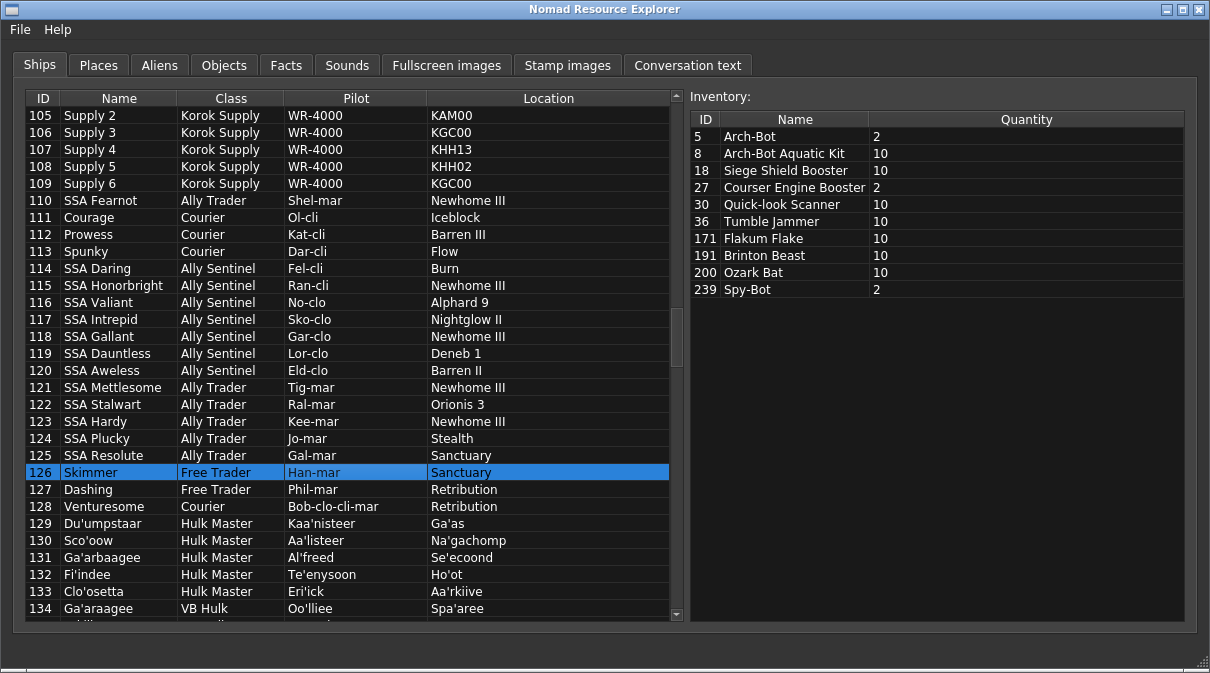 Nomad Resource Explorer
File Help
Ships Places Aliens Objects Facts Sounds Fullscreen images Stamp images Conversation text
ID Name Class Pilot Location
105 Supply 2 Korok Supply WR-4000 KAM00
106 Supply 3 Korok Supply WR-4000 KGC00
107 Supply 4 Korok Supply WR-4000 KHH13
108 Supply 5 Korok Supply WR-4000 KHH02
109 Supply 6 Korok Supply WR-4000 KGC00
110 SSA Fearnot Ally Trader Shel-mar Newhome III
111 Courage Courier Ol-cli Iceblock
112 Prowess Courier Kat-cli Barren III
113 Spunky Courier Dar-cli Flow
114 SSA Daring Ally Sentinel Fel-cli Burn
115 SSA Honorbright Ally Sentinel Ran-cli Newhome III
116 SSA Valiant Ally Sentinel No-clo Alphard 9
117 SSA Intrepid Ally Sentinel Sko-clo Nightglow II
118 SSA Gallant Ally Sentinel Gar-clo Newhome III
119 SSA Dauntless Ally Sentinel Lor-clo Deneb 1
120 SSA Aweless Ally Sentinel Eld-clo Barren II
121 SSA Mettlesome Ally Trader Tig-mar Newhome III
122 SSA Stalwart Ally Trader Ral-mar Orionis 3
123 SSA Hardy Ally Trader Kee-mar Newhome III
124 SSA Plucky Ally Trader Jo-mar Stealth
125 SSA Resolute Ally Trader Gal-mar Sanctuary
126 Skimmer Free Trader Han-mar Sanctuary
127 Dashing Free Trader Phil-mar Retribution
128 Venturesome Courier Bob-clo-cli-mar Retribution
129 Du'umpstaar Hulk Master Kaa'nisteer Ga'as
130 Sco'oow Hulk Master Aa'listeer Na'gachomp
131 Ga'arbaagee Hulk Master Al'freed Se'ecoond
132 Fi'indee Hulk Master Te'enysoon Ho'ot
133 Clo'osetta Hulk Master Eri'ick Aa'rkiive
134 Ga'araagee VB Hulk Oo'lliee Spa'aree
Inventory:
ID Name Quantity
5 Arch-Bot 2
8 Arch-Bot Aquatic Kit 10
18 Siege Shield Booster 10
27 Courser Engine Booster 2
30 Quick-look Scanner 10
36 Tumble Jammer 10
171 Flakum Flake 10
191 Brinton Beast 10
200 Ozark Bat 10
239 Spy-Bot 2